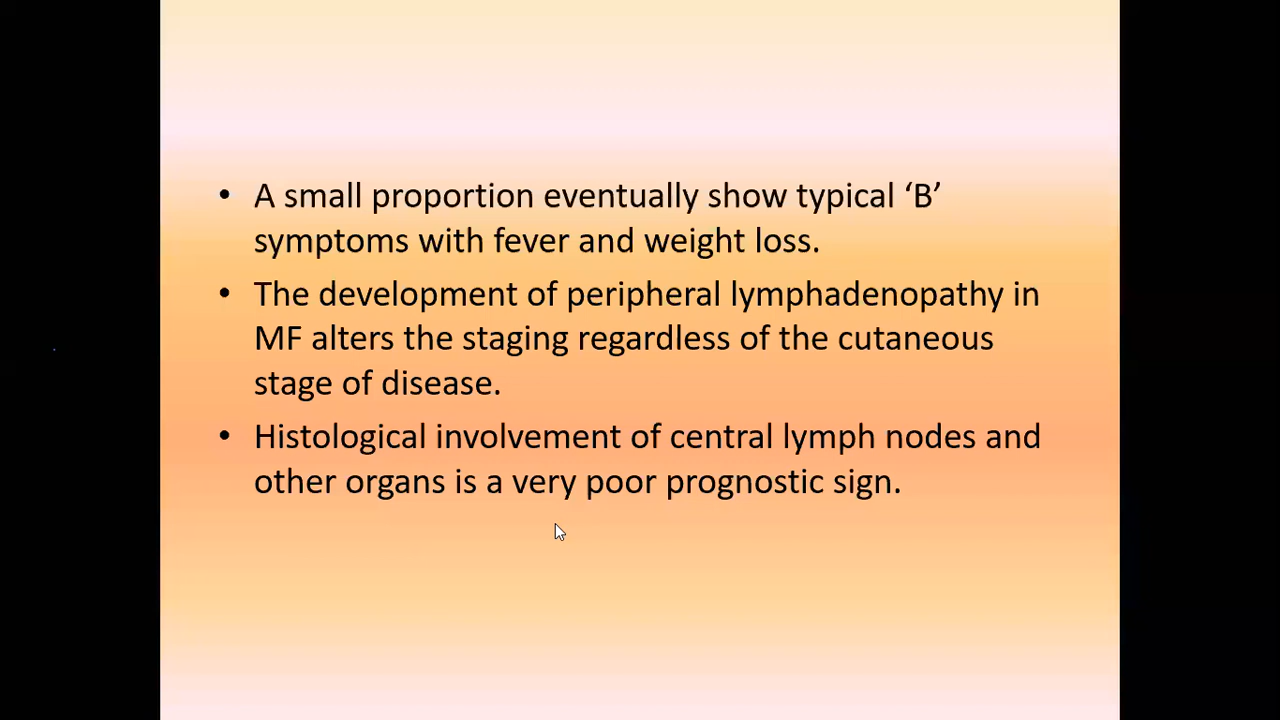 • A small proportion eventually show typical ‘B’
symptoms with fever and weight loss.
• The development of peripheral lymphadenopathy in
MF alters the staging regardless of the cutaneous
stage of disease.
• Histological involvement of central lymph nodes and
other organs is a very poor prognostic sign.